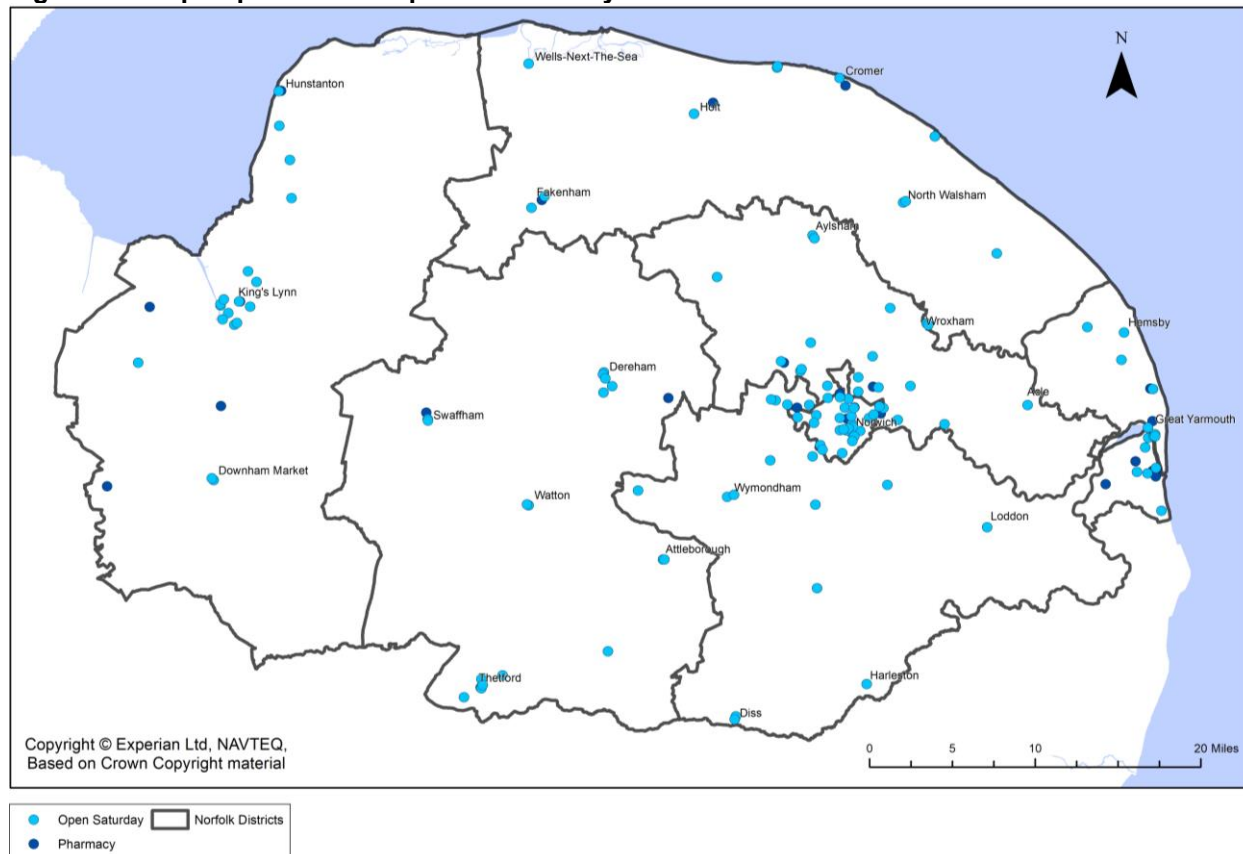 N
Wells-Next-The-Sea
Cromer
Hunstanton
Holt
Fakenham
North Walsham
Aylsham
King's Lynn
Wroxham
Hemsby
Dereham
Acle
Swaffham
Norwich
Great Yarmouth
Downham Market
Wymondham
Watton
Loddon
Attleborough
Thetford
Harleston
Diss
Copyright © Experian Ltd, NAVTEQ,
Based on Crown Copyright material
0 5 10 20 Miles
Open Saturday Norfolk Districts
Pharmacy